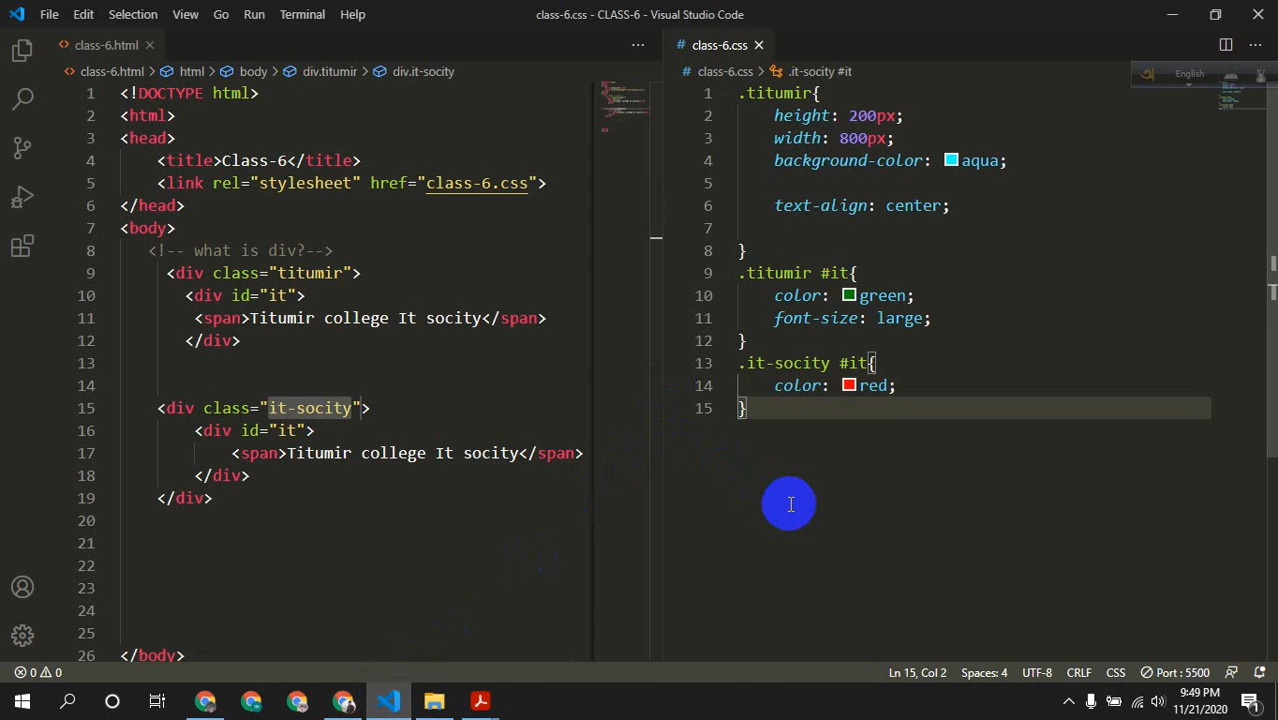 File Edit Selection View Go Run Terminal Help
class-6.css - CLASS-6 - Visual Studio Code
class-6.html
class-6.html > html > body > div.titumir > div.it-socity
1 <!DOCTYPE html>
2 <html>
3 <head>
4 <title>Class-6</title>
5 <link rel="stylesheet" href="class-6.css">
6 </head>
7 <body>
8 <!-- what is div?-->
9 <div class="titumir">
10 <div id="it">
11 <span>Titumir college It socity</span>
12 </div>
13
14
15 <div class="it-socity">
16 <div id="it">
17 <span>Titumir college It socity</span>
18 </div>
19 </div>
20
21
22
23
24
25
26 </body>
# class-6.css
# class-6.css > .it-socity #it
অ English
1 .titumir{
2 height: 200px;
3 width: 800px;
4 background-color: aqua;
5
6 text-align: center;
7
8 }
9 .titumir #it{
10 color: green;
11 font-size: large;
12 }
13 .it-socity #it{
14 color: red;
15 }
0 0
Ln 15, Col 2 Spaces: 4 UTF-8 CRLF CSS Port : 5500
9:49 PM
11/21/2020
1